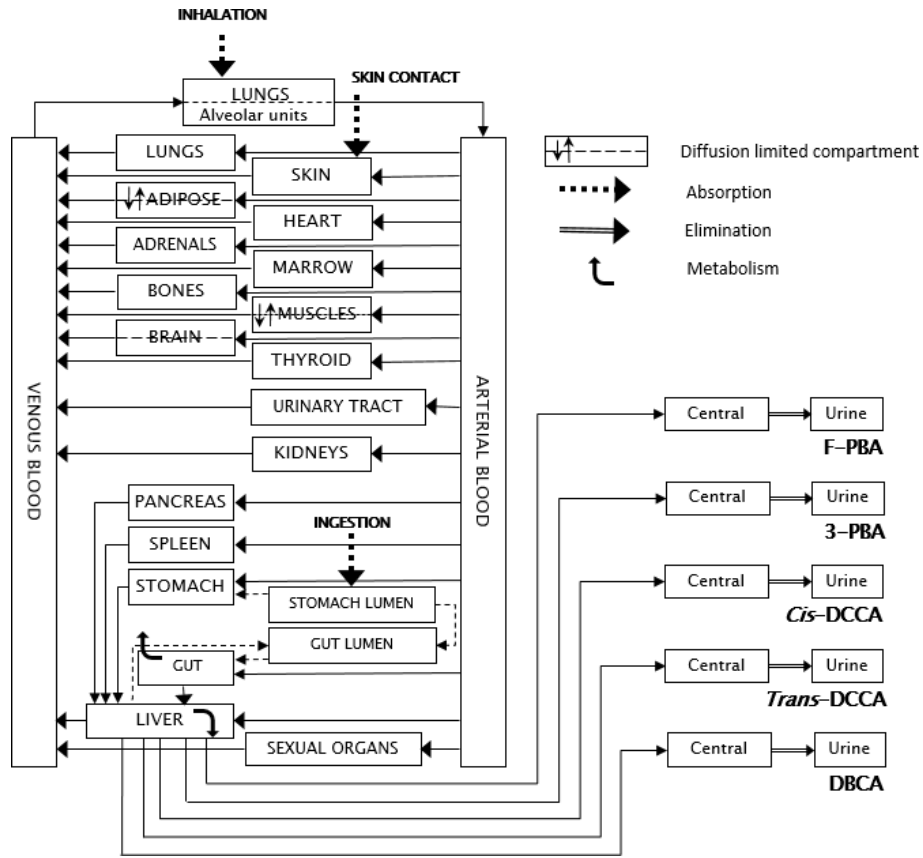 INHALATION
SKIN CONTACT
LUNGS
Alveolar units
LUNGS
SKIN
ADIPOSE
HEART
ADRENALS
MARROW
BONES
MUSCLES
BRAIN
THYROID
URINARY TRACT
KIDNEYS
PANCREAS
INGESTION
SPLEEN
STOMACH
STOMACH LUMEN
GUT LUMEN
GUT
LIVER
SEXUAL ORGANS
VENOUS BLOOD
ARTERIAL BLOOD
Diffusion limited compartment
Absorption
Elimination
Metabolism
Central
Urine
F-PBA
Central
Urine
3-PBA
Central
Urine
Cis-DCCA
Central
Urine
Trans-DCCA
Central
Urine
DBCA